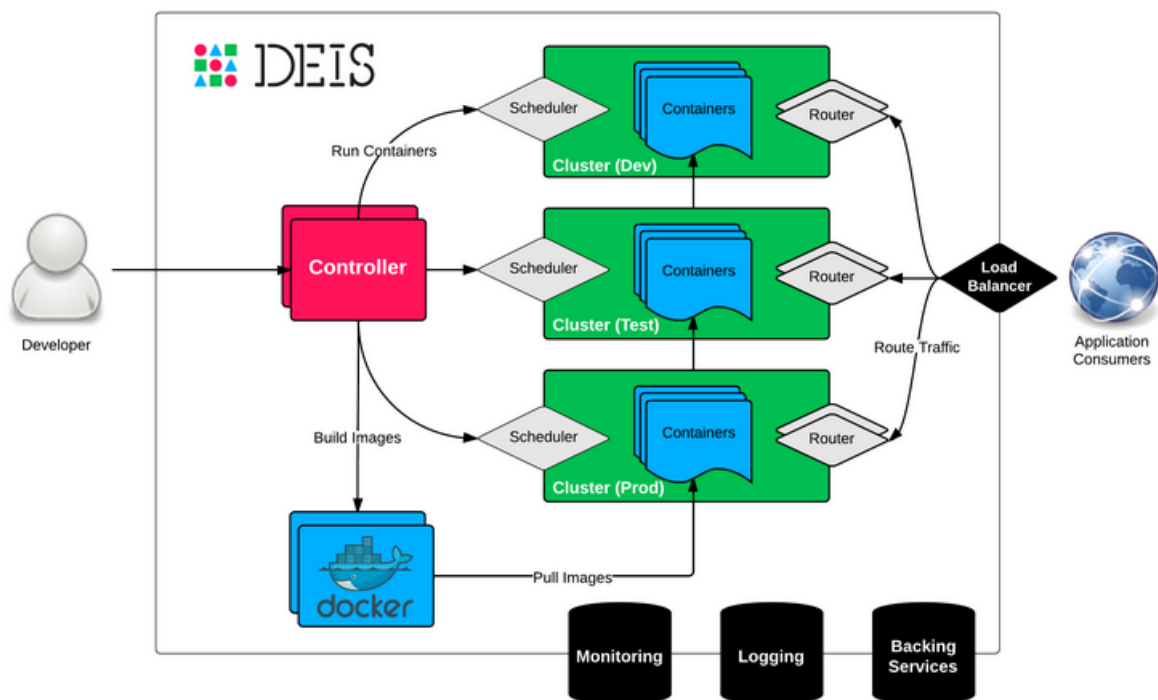 DEIS
Scheduler
Containers
Router
Run Containers
Cluster (Dev)
Developer
Controller
Scheduler
Containers
Router
Cluster (Test)
Load
Balancer
Route Traffic
Application
Consumers
Build Images
Scheduler
Containers
Router
Cluster (Prod)
docker
Pull Images
Monitoring
Logging
Backing
Services